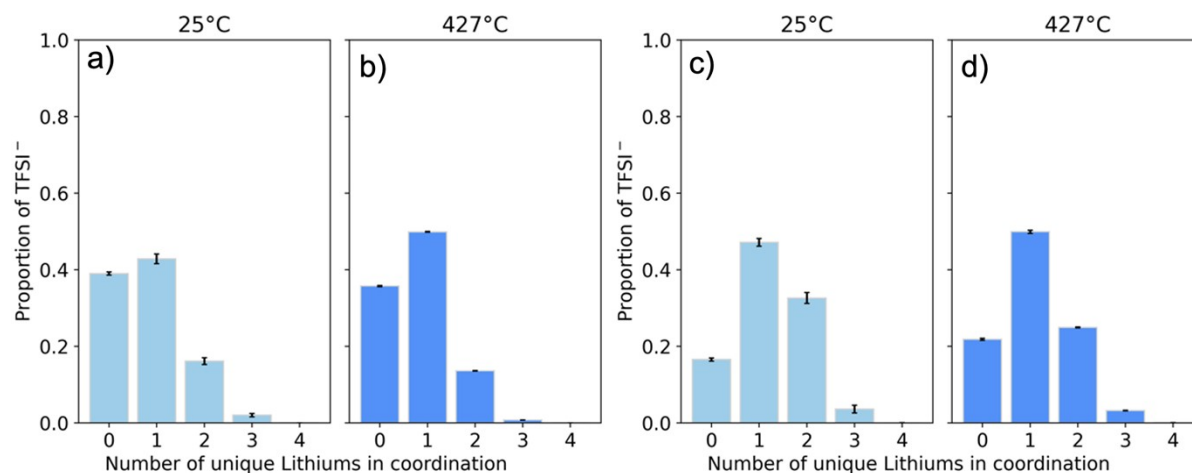 25°C 427°C 25°C 427°C
a) b) c) d)
Proportion of TFSI⁻
1.0
0.8
0.6
0.4
0.2
0.0
0 1 2 3 4
0 1 2 3 4
Number of unique Lithiums in coordination
Proportion of TFSI⁻
1.0
0.8
0.6
0.4
0.2
0.0
0 1 2 3 4
0 1 2 3 4
Number of unique Lithiums in coordination